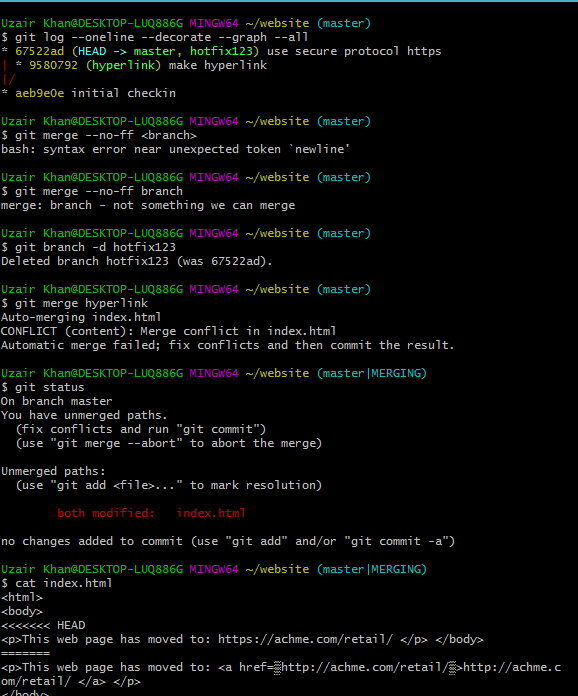 Uzair Khan@DESKTOP-LUQ886G MINGW64 ~/website (master)
$ git log --oneline --decorate --graph --all
* 67522ad (HEAD -> master, hotfix123) use secure protocol https
| * 9580792 (hyperlink) make hyperlink
|/
* aeb9e0e initial checkin
Uzair Khan@DESKTOP-LUQ886G MINGW64 ~/website (master)
$ git merge --no-ff <branch>
bash: syntax error near unexpected token `newline'
Uzair Khan@DESKTOP-LUQ886G MINGW64 ~/website (master)
$ git merge --no-ff branch
merge: branch - not something we can merge
Uzair Khan@DESKTOP-LUQ886G MINGW64 ~/website (master)
$ git branch -d hotfix123
Deleted branch hotfix123 (was 67522ad).
Uzair Khan@DESKTOP-LUQ886G MINGW64 ~/website (master)
$ git merge hyperlink
Auto-merging index.html
CONFLICT (content): Merge conflict in index.html
Automatic merge failed; fix conflicts and then commit the result.
Uzair Khan@DESKTOP-LUQ886G MINGW64 ~/website (master|MERGING)
$ git status
On branch master
You have unmerged paths.
(fix conflicts and run "git commit")
(use "git merge --abort" to abort the merge)
Unmerged paths:
(use "git add <file>..." to mark resolution)
both modified: index.html
no changes added to commit (use "git add" and/or "git commit -a")
Uzair Khan@DESKTOP-LUQ886G MINGW64 ~/website (master|MERGING)
$ cat index.html
<html>
<body>
<<<<<<< HEAD
<p>This web page has moved to: https://achme.com/retail/ </p> </body>
=======
<p>This web page has moved to: <a href=▒http://achme.com/retail/▒>http://achme.c
om/retail/ </a> </p>
</body>